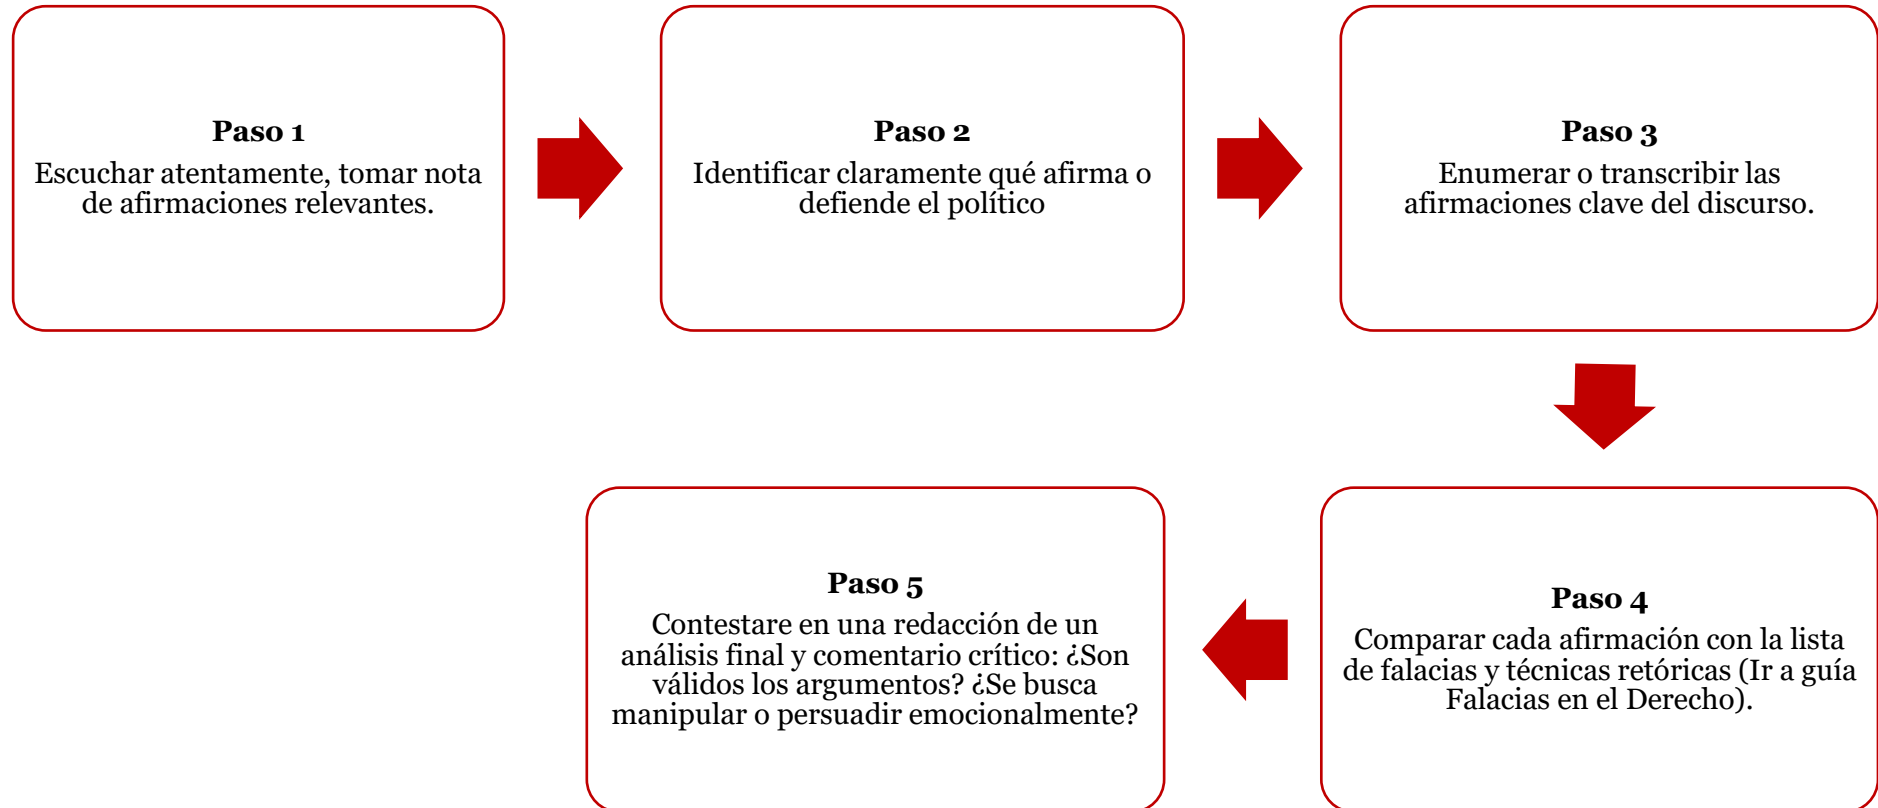 Paso 1
Escuchar atentamente, tomar nota
de afirmaciones relevantes.
Paso 2
Identificar claramente qué afirma o
defiende el político
Paso 3
Enumerar o transcribir las
afirmaciones clave del discurso.
Paso 4
Comparar cada afirmación con la lista
de falacias y técnicas retóricas (Ir a guía
Falacias en el Derecho).
Paso 5
Contestare en una redacción de un
análisis final y comentario crítico: ¿Son
válidos los argumentos? ¿Se busca
manipular o persuadir emocionalmente?